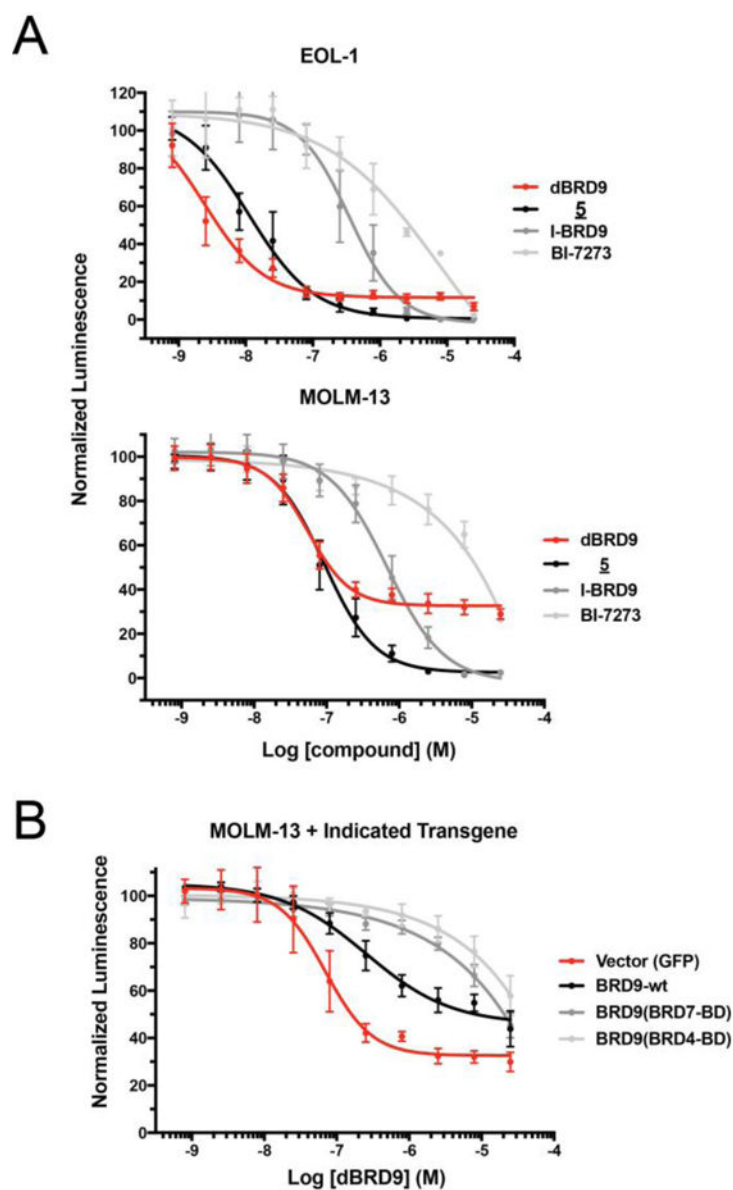 A
EOL-1
120
100
80
60
40
20
0
-9 -8 -7 -6 -5 -4
dBRD9
5
I-BRD9
BI-7273
Normalized Luminescence
MOLM-13
100
80
60
40
20
0
-9 -8 -7 -6 -5 -4
dBRD9
5
I-BRD9
BI-7273
Log [compound] (M)
B
MOLM-13 + Indicated Transgene
Normalized Luminescence
100
80
60
40
20
0
-9 -8 -7 -6 -5 -4
Vector (GFP)
BRD9-wt
BRD9(BRD7-BD)
BRD9(BRD4-BD)
Log [dBRD9] (M)